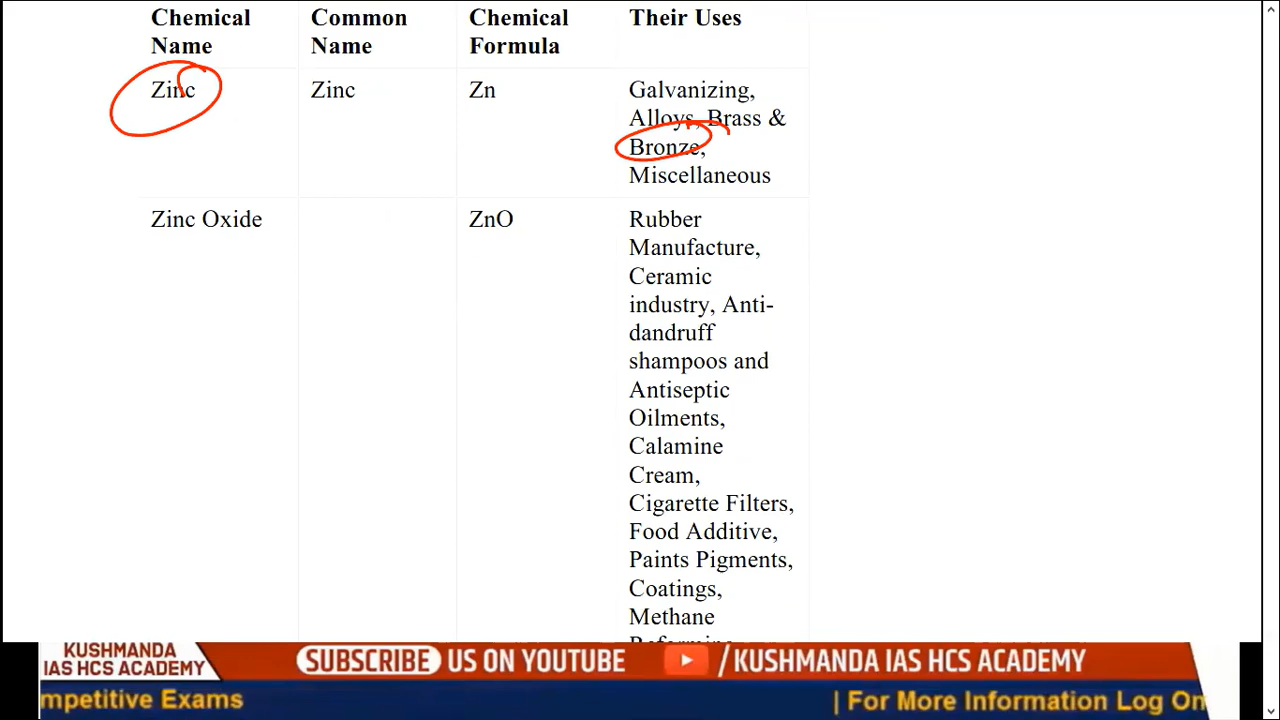 Chemical Name
Common Name
Chemical Formula
Their Uses
Zinc
Zinc
Zn
Galvanizing,
Alloys, Brass &
Bronze,
Miscellaneous
Zinc Oxide
ZnO
Rubber
Manufacture,
Ceramic
industry, Anti-
dandruff
shampoos and
Antiseptic
Oilments,
Calamine
Cream,
Cigarette Filters,
Food Additive,
Paints Pigments,
Coatings,
Methane
KUSHMANDA
IAS HCS ACADEMY
SUBSCRIBE US ON YOUTUBE /KUSHMANDA IAS HCS ACADEMY
mpetitive Exams
| For More Information Log On